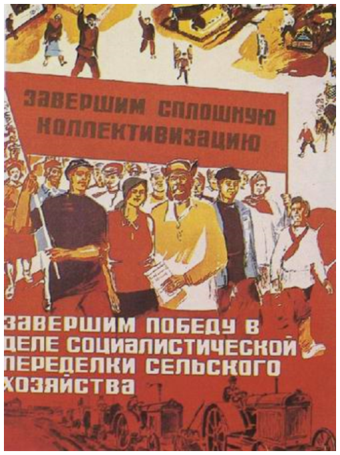 ЗАВЕРШИМ СПЛОШНУЮ
КОЛЛЕКТИВИЗАЦИЮ
ЗАВЕРШИМ ПОБЕДУ В
ДЕЛЕ СОЦИАЛИСТИЧЕСКОЙ
ПЕРЕДЕЛКИ СЕЛЬСКОГО
ХОЗЯЙСТВА